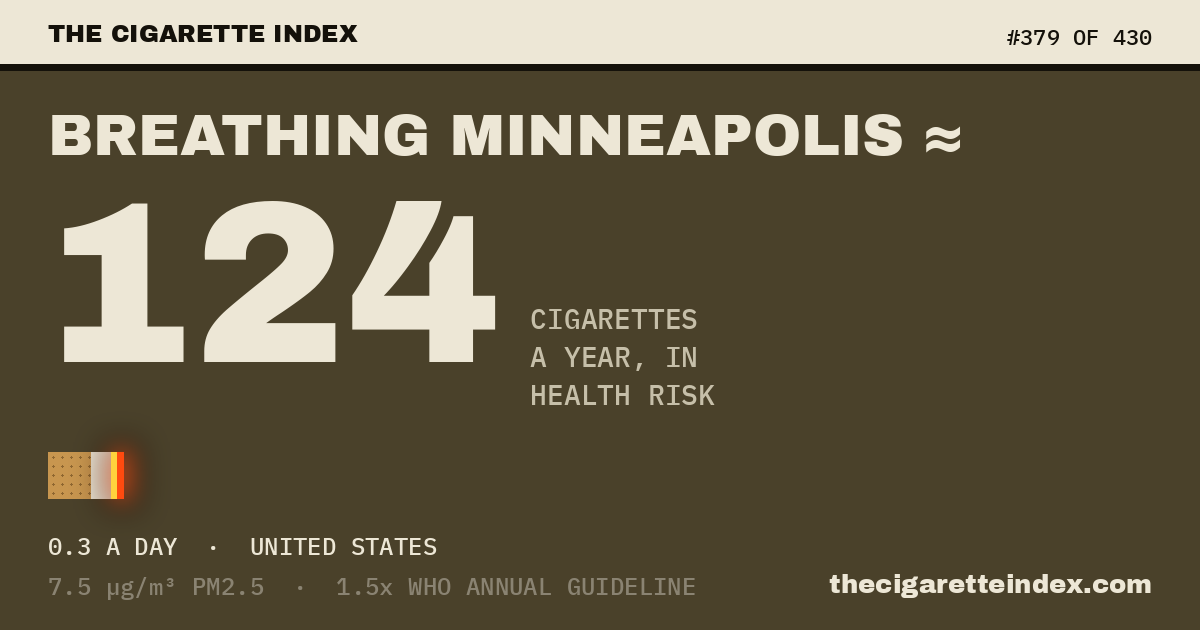 THE CIGARETTE INDEX
#379 OF 430
BREATHING MINNEAPOLIS ≈
124
CIGARETTES
A YEAR, IN
HEALTH RISK
0.3 A DAY · UNITED STATES
7.5 µg/m³ PM2.5 · 1.5x WHO ANNUAL GUIDELINE
thecigaretteindex.com